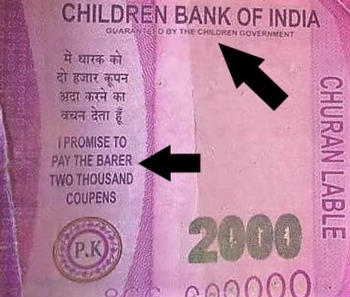 CHILDREN BANK OF INDIA
GUARANTEED BY THE CHILDREN GOVERNMENT
में धारक को
दो हजार कूपन
अदा करने का
वचन देता हूँ
I PROMISE TO
PAY THE BARER
TWO THOUSAND
COUPENS
P.K
2000
CHURAN LABLE
000000